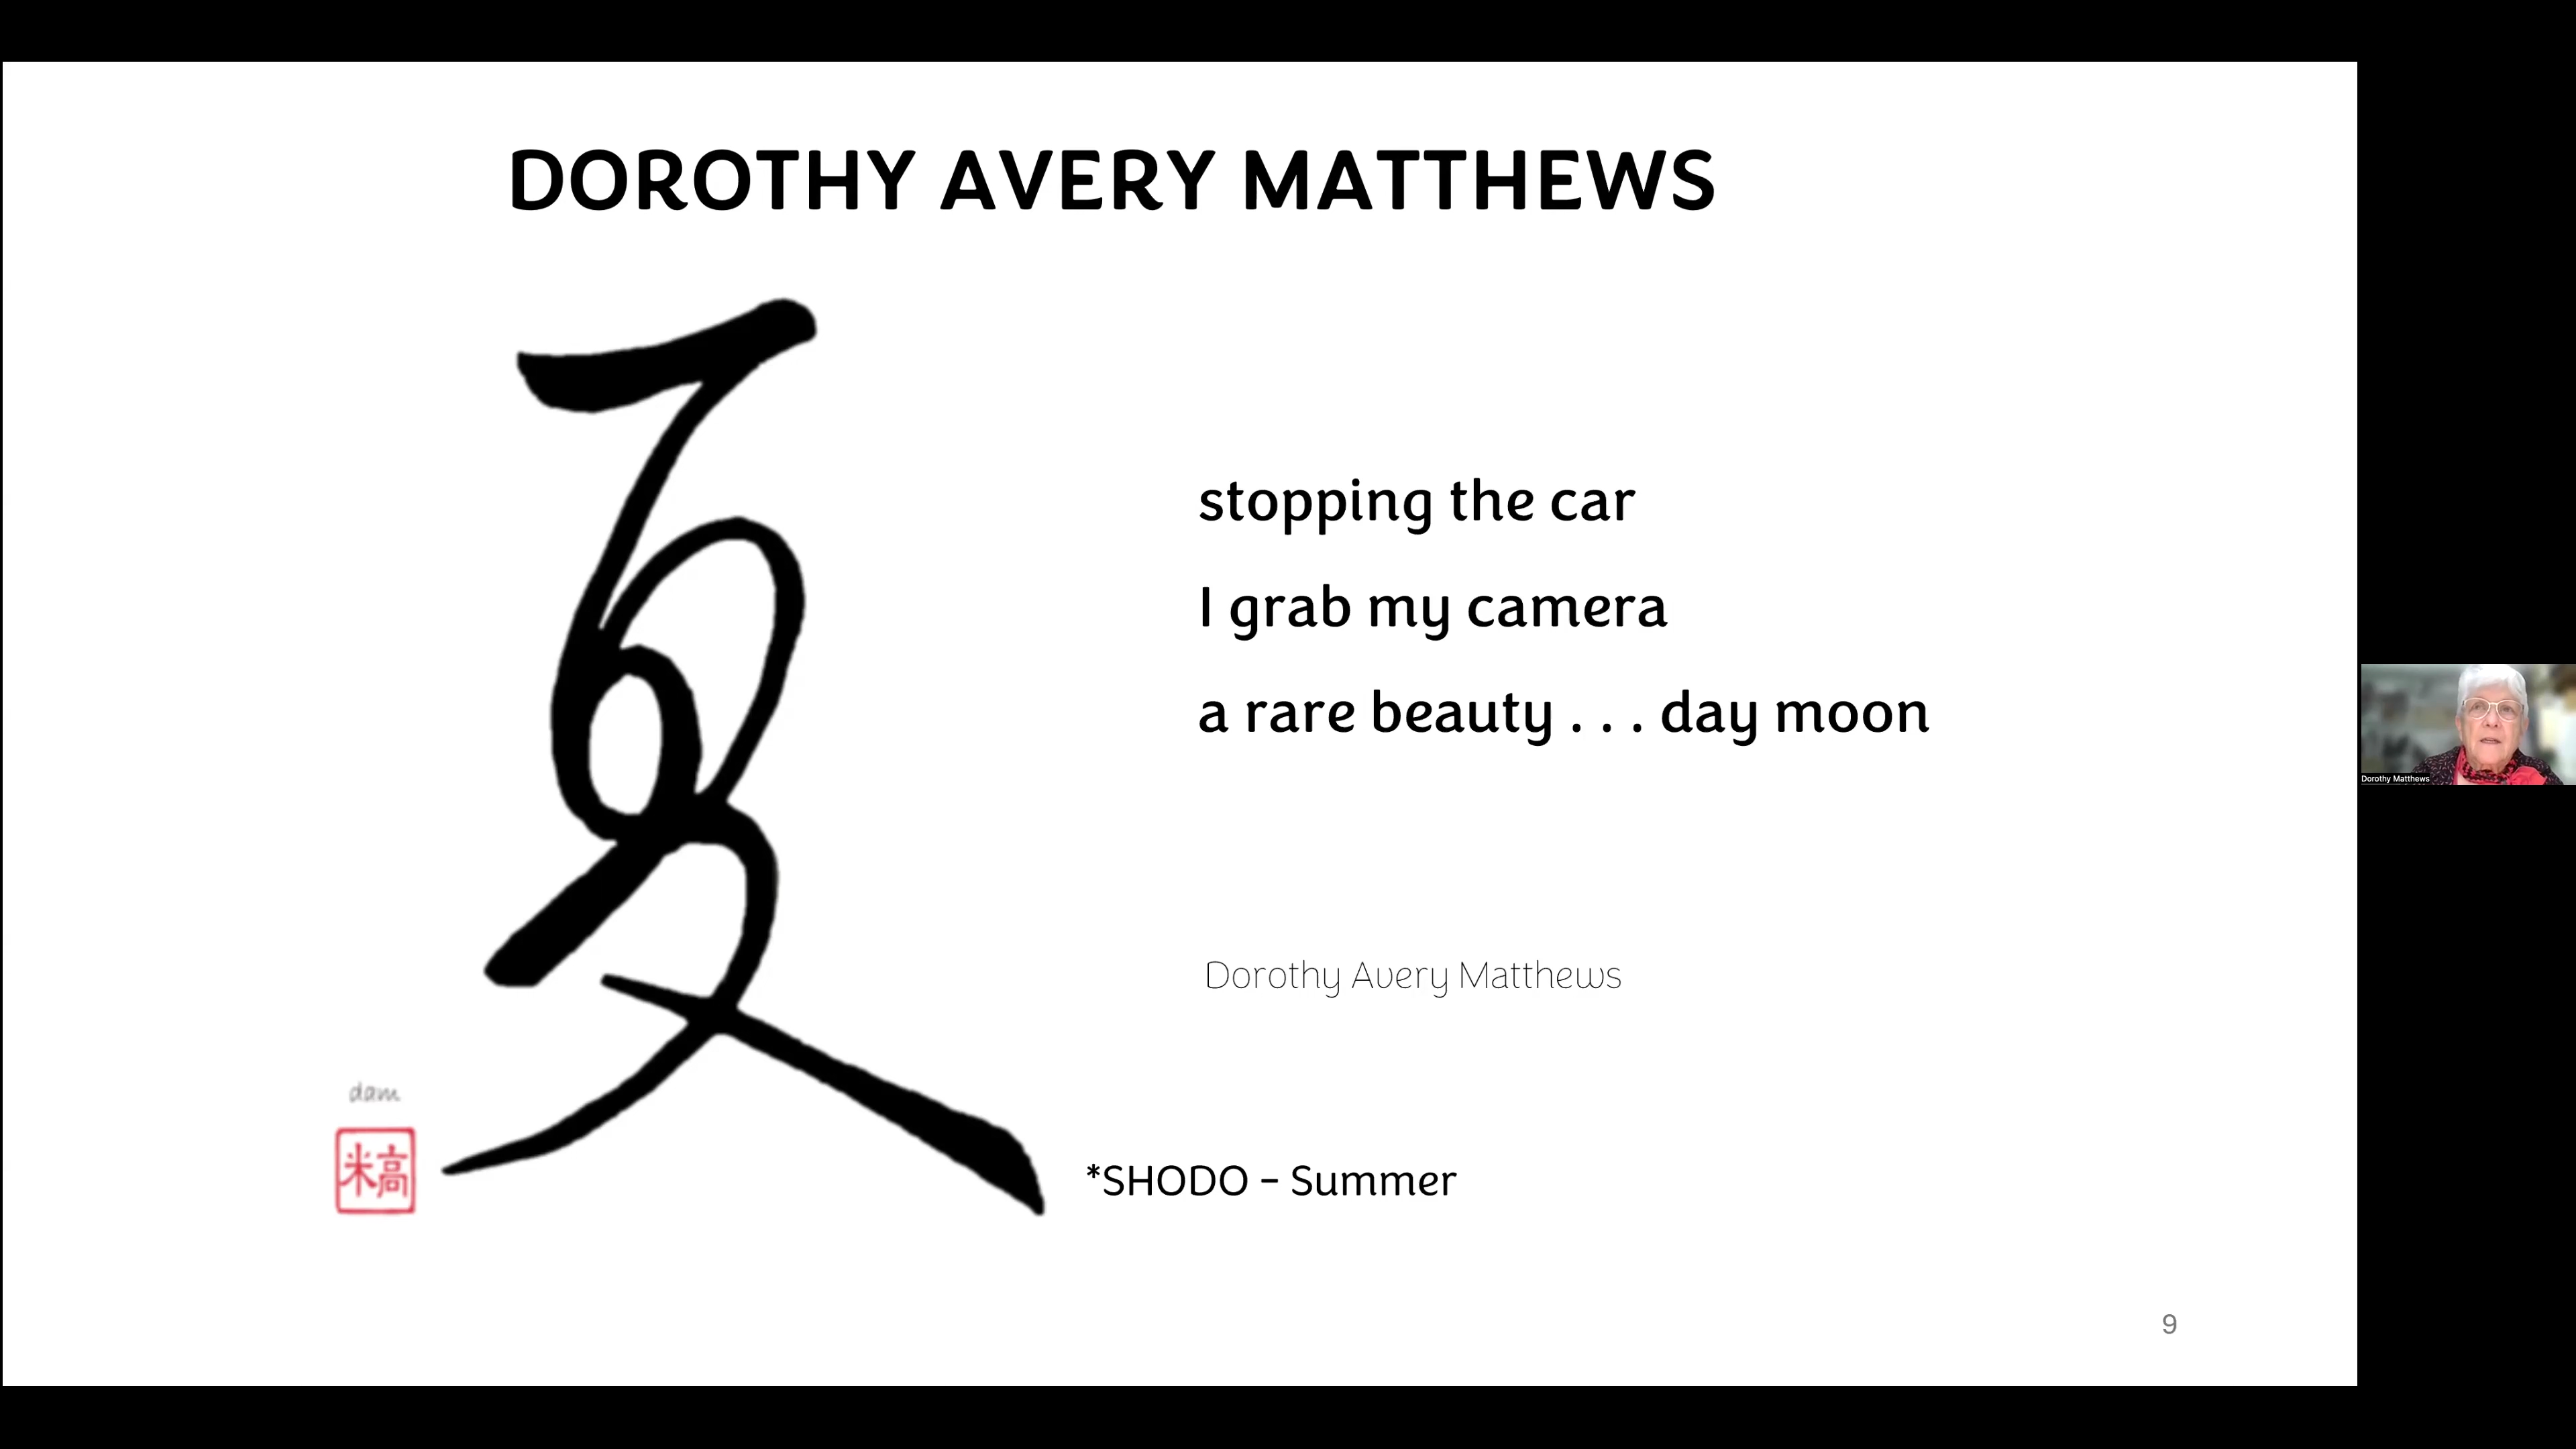 DOROTHY AVERY MATTHEWS
夏
stopping the car
I grab my camera
a rare beauty . . . day moon
Dorothy Avery Matthews
dam
*SHODO – Summer
9
Dorothy Matthews